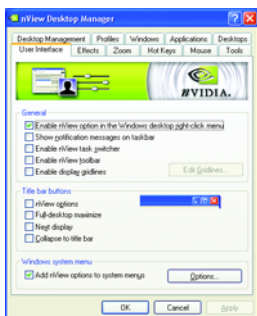 nView Desktop Manager
Desktop Management Profiles Windows Applications Desktops
User Interface Effects Zoom Hot Keys Mouse Tools
NVIDIA.
General
Enable nView option in the Windows desktop right-click menu
Show notification messages on taskbar
Enable nView task switcher
Enable nView toolbar
Enable display gridlines
Edit Gridlines...
Title bar buttons
nView options
Full-desktop maximize
Next display
Collapse to title bar
Windows system menu
Add nView options to system menus
Options...
OK Cancel Apply